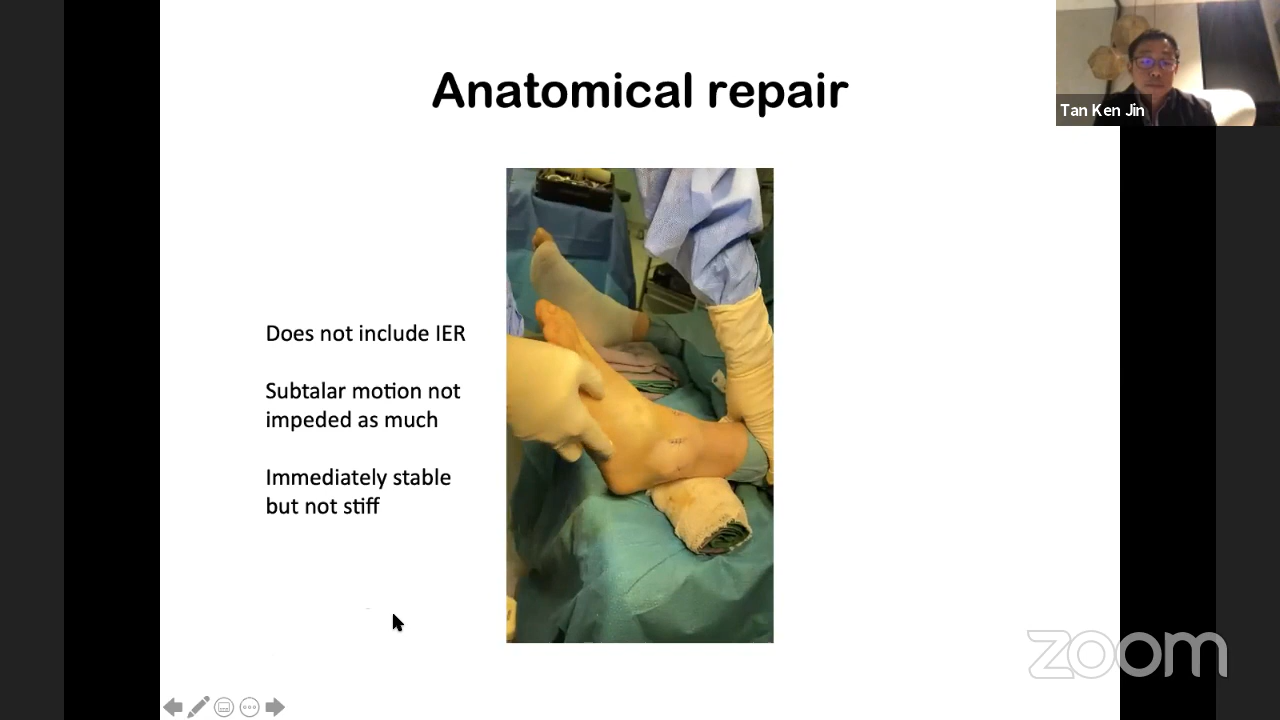 Anatomical repair
Tan Ken Jin
Does not include IER
Subtalar motion not
impeded as much
Immediately stable
but not stiff
zoom